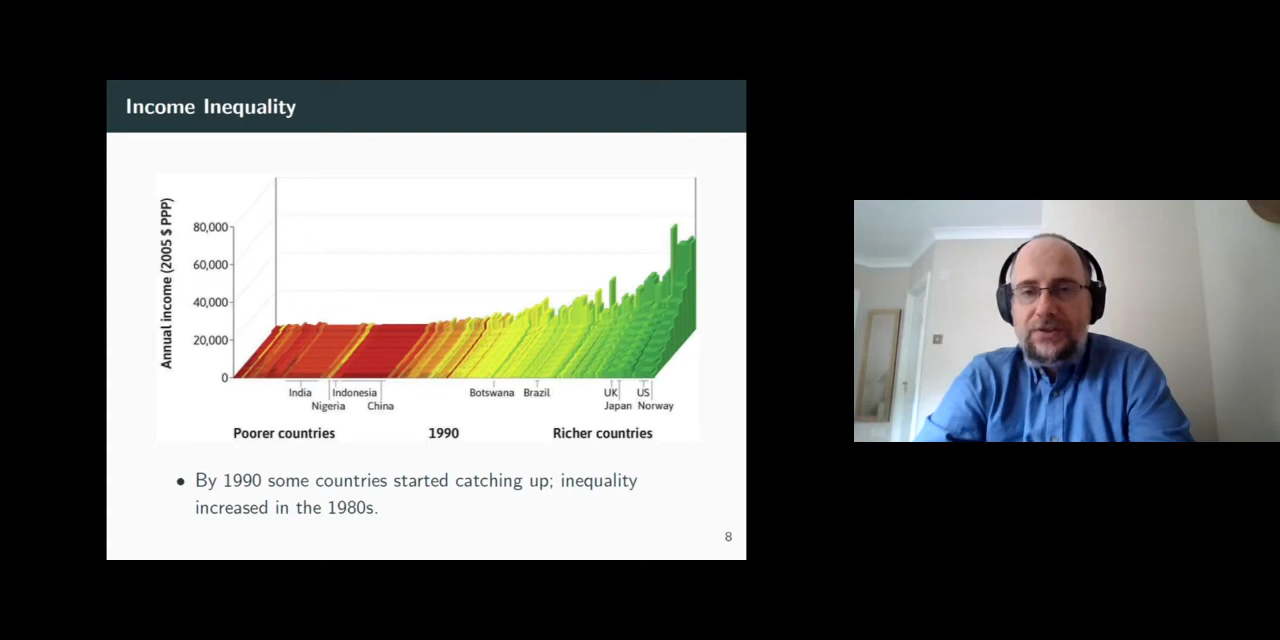 Income Inequality
Annual income (2005 $ PPP)
80,000
60,000
40,000
20,000
0
India
Indonesia
Botswana
Brazil
UK
US
Nigeria
China
Japan
Norway
Poorer countries
1990
Richer countries
• By 1990 some countries started catching up; inequality
increased in the 1980s.
8